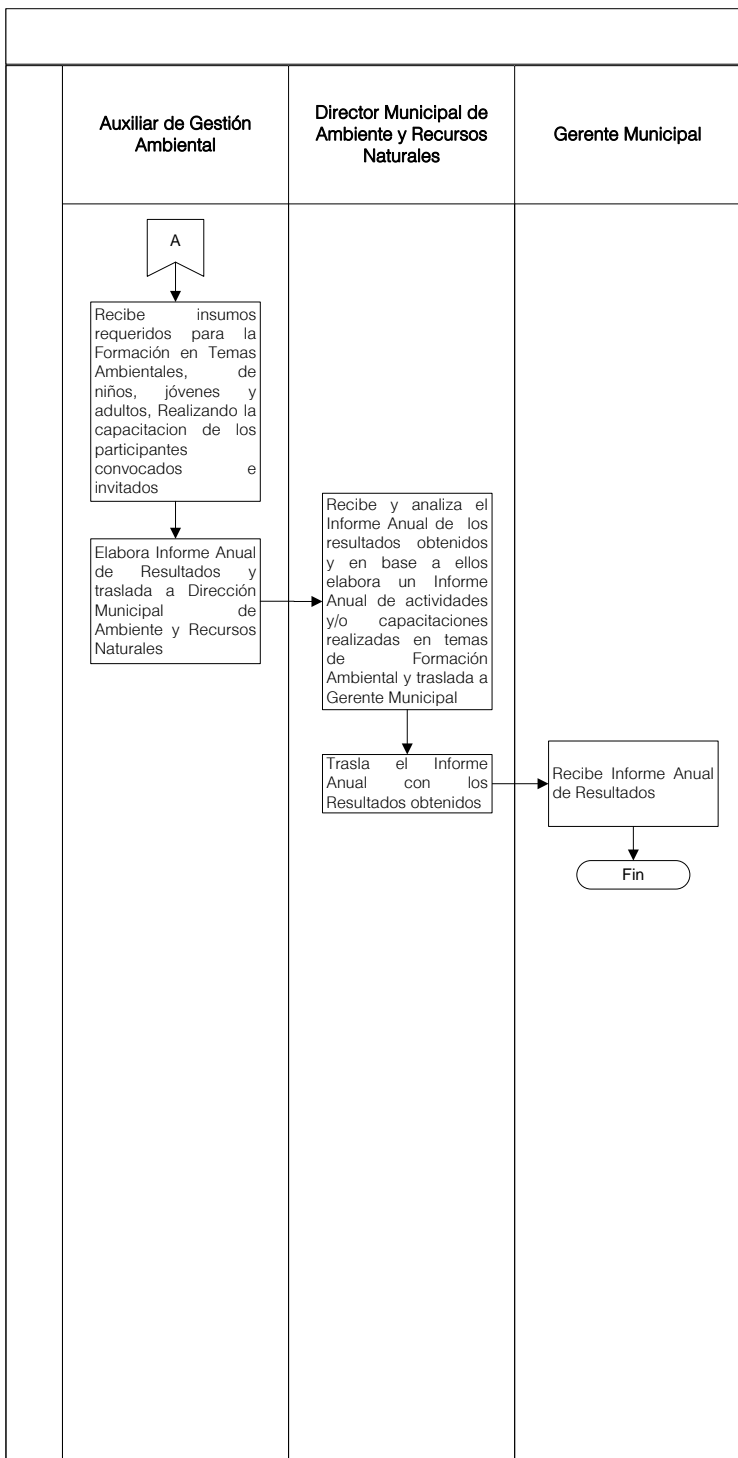 Auxiliar de Gestión
Ambiental
Director Municipal de
Ambiente y Recursos
Naturales
Gerente Municipal
A
Recibe insumos
requeridos para la
Formación en Temas
Ambientales, de
niños, jóvenes y
adultos, Realizando la
capacitacion de los
participantes
convocados e
invitados
Elabora Informe Anual
de Resultados y
traslada a Dirección
Municipal de
Ambiente y Recursos
Naturales
Recibe y analiza el
Informe Anual de los
resultados obtenidos
y en base a ellos
elabora un Informe
Anual de actividades
y/o capacitaciones
realizadas en temas
de Formación
Ambiental y traslada a
Gerente Municipal
Trasla el Informe
Anual con los
Resultados obtenidos
Recibe Informe Anual
de Resultados
Fin